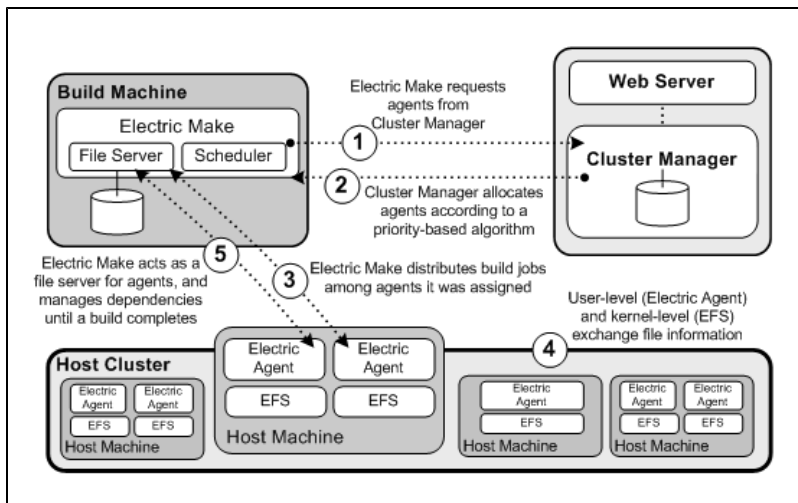 Build Machine
Electric Make
File Server
Scheduler
Electric Make requests
agents from
Cluster Manager
1
2
Cluster Manager allocates
agents according to a
priority-based algorithm
Web Server
Cluster Manager
Electric Make acts as a
file server for agents, and
manages dependencies
until a build completes
5
3
Electric Make distributes build jobs
among agents it was assigned
User-level (Electric Agent)
and kernel-level (EFS)
exchange file information
4
Host Cluster
Electric
Agent
Electric
Agent
EFS
EFS
Host Machine
Electric
Agent
Electric
Agent
EFS
EFS
Host Machine
Electric
Agent
EFS
Host Machine
Electric
Agent
Electric
Agent
EFS
EFS
Host Machine